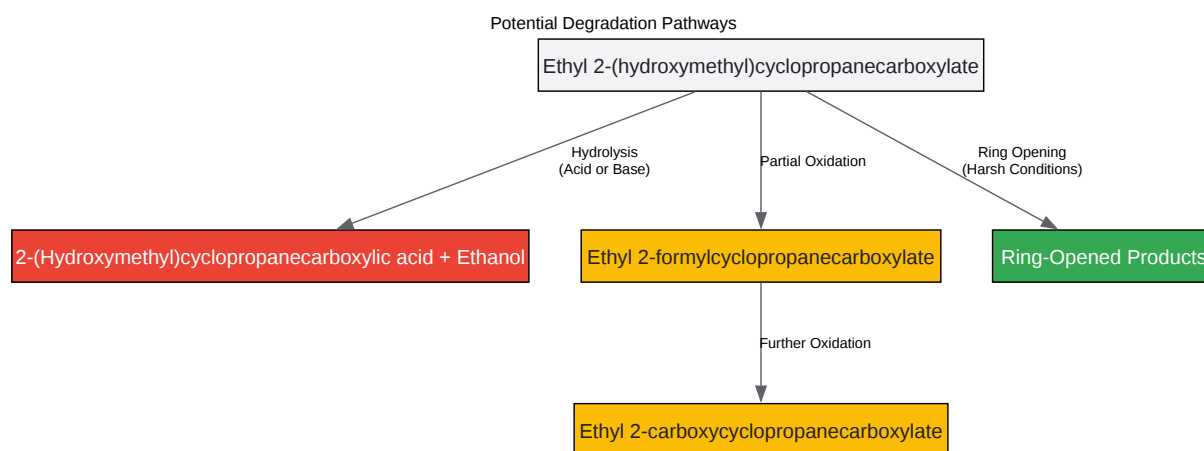 Potential Degradation Pathways
Ethyl 2-(hydroxymethyl)cyclopropanecarboxylate
Hydrolysis
(Acid or Base)
Partial Oxidation
Ring Opening
(Harsh Conditions)
2-(Hydroxymethyl)cyclopropanecarboxylic acid + Ethanol
Ethyl 2-formylcyclopropanecarboxylate
Ring-Opened Products
Further Oxidation
Ethyl 2-carboxycyclopropanecarboxylate